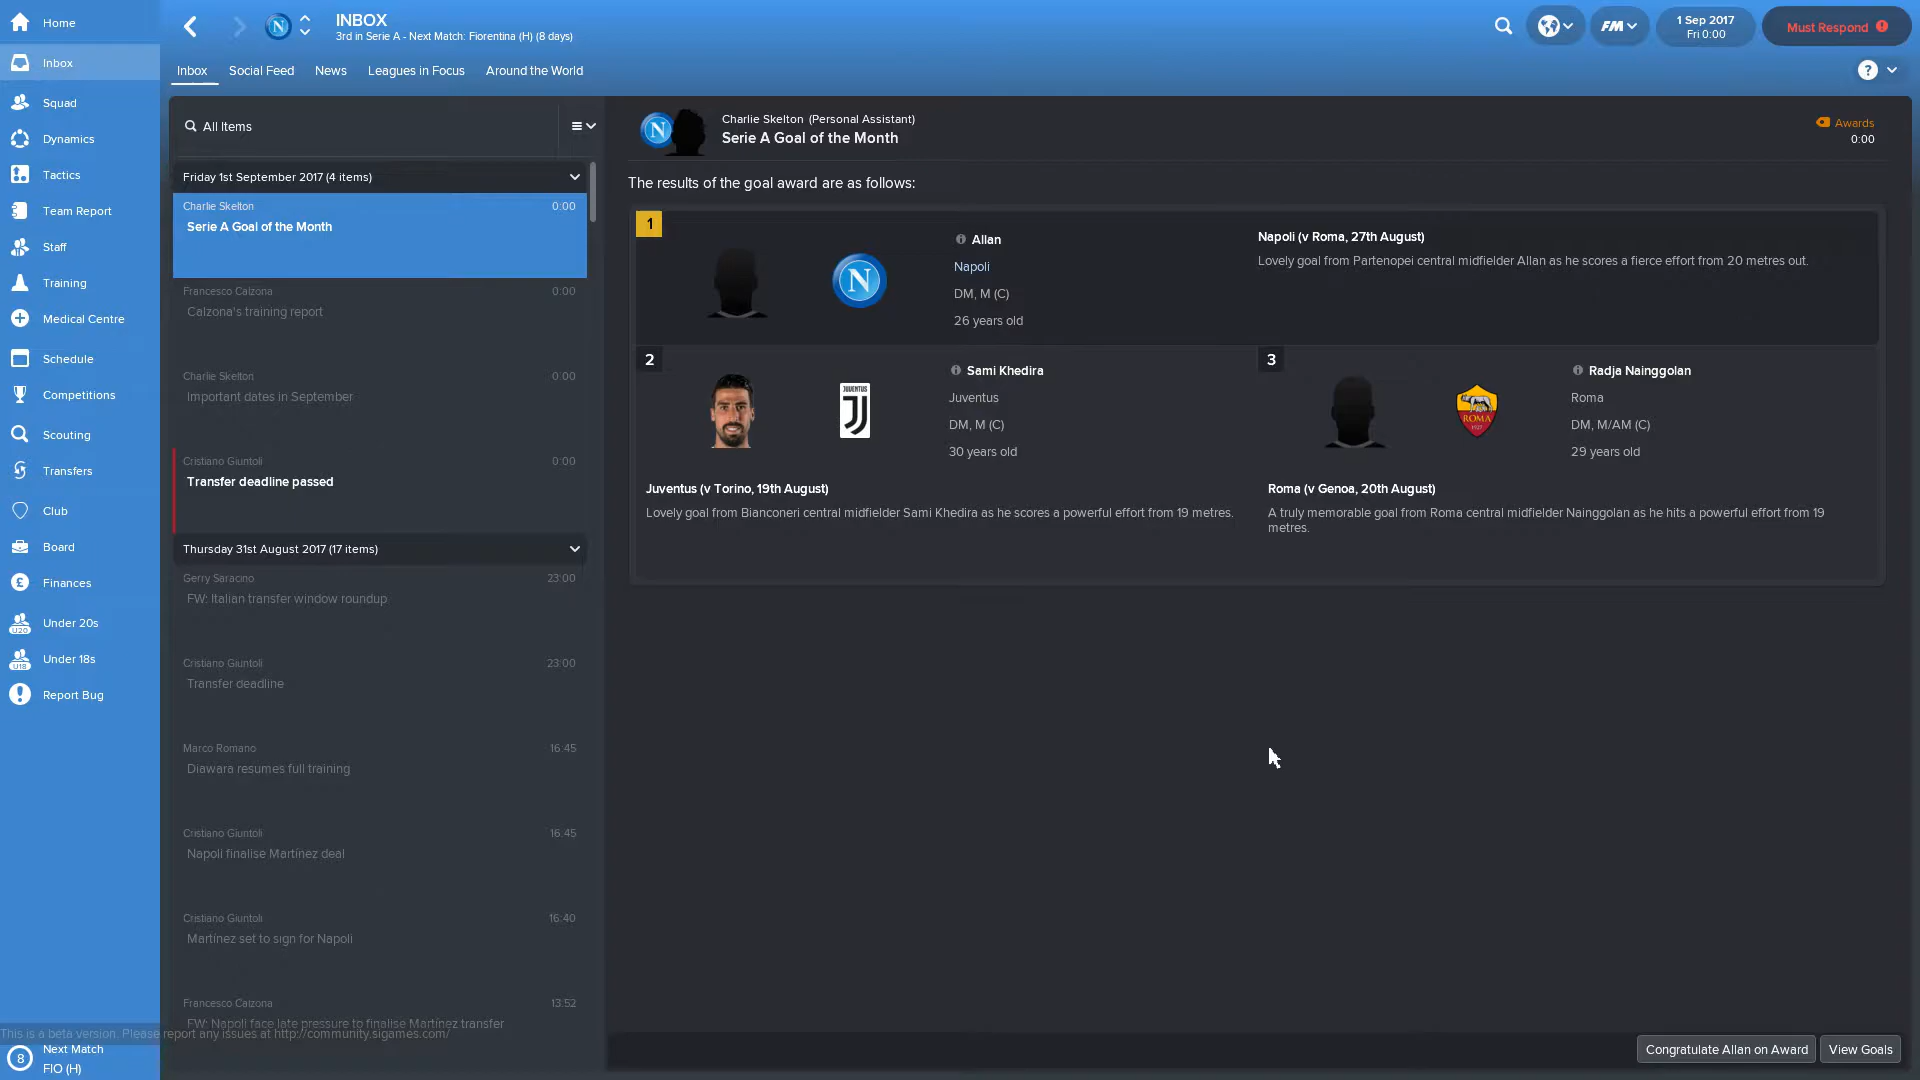 Home
Inbox
Squad
Dynamics
Tactics
Team Report
Staff
Training
Medical Centre
Schedule
Competitions
Scouting
Transfers
Club
Board
Finances
U20
Under 20s
U18
Under 18s
Report Bug
This is a beta version. Please report any issues at http://community.sigames.com/
8
Next Match
FIO (H)
N
INBOX
3rd in Serie A - Next Match: Fiorentina (H) (8 days)
FM
1 Sep 2017
Fri 0:00
Must Respond
Inbox
Social Feed
News
Leagues in Focus
Around the World
?
All Items
Friday 1st September 2017 (4 items)
Charlie Skelton
0:00
Serie A Goal of the Month
Francesco Calzona
0:00
Calzona's training report
Charlie Skelton
0:00
Important dates in September
Cristiano Giuntoli
0:00
Transfer deadline passed
Thursday 31st August 2017 (17 items)
Gerry Saracino
23:00
FW: Italian transfer window roundup
Cristiano Giuntoli
23:00
Transfer deadline
Marco Romano
16:45
Diawara resumes full training
Cristiano Giuntoli
16:45
Napoli finalise Martínez deal
Cristiano Giuntoli
16:40
Martínez set to sign for Napoli
Francesco Calzona
13:52
FW: Napoli face late pressure to finalise Martínez transfer
N
Charlie Skelton (Personal Assistant)
Serie A Goal of the Month
Awards
0:00
The results of the goal award are as follows:
1
N
Allan
Napoli
DM, M (C)
26 years old
Napoli (v Roma, 27th August)
Lovely goal from Partenopei central midfielder Allan as he scores a fierce effort from 20 metres out.
2
JUVENTUS
Sami Khedira
Juventus
DM, M (C)
30 years old
Juventus (v Torino, 19th August)
Lovely goal from Bianconeri central midfielder Sami Khedira as he scores a powerful effort from 19 metres.
3
ROMA
1927
Radja Nainggolan
Roma
DM, M/AM (C)
29 years old
Roma (v Genoa, 20th August)
A truly memorable goal from Roma central midfielder Nainggolan as he hits a powerful effort from 19
metres.
Congratulate Allan on Award
View Goals